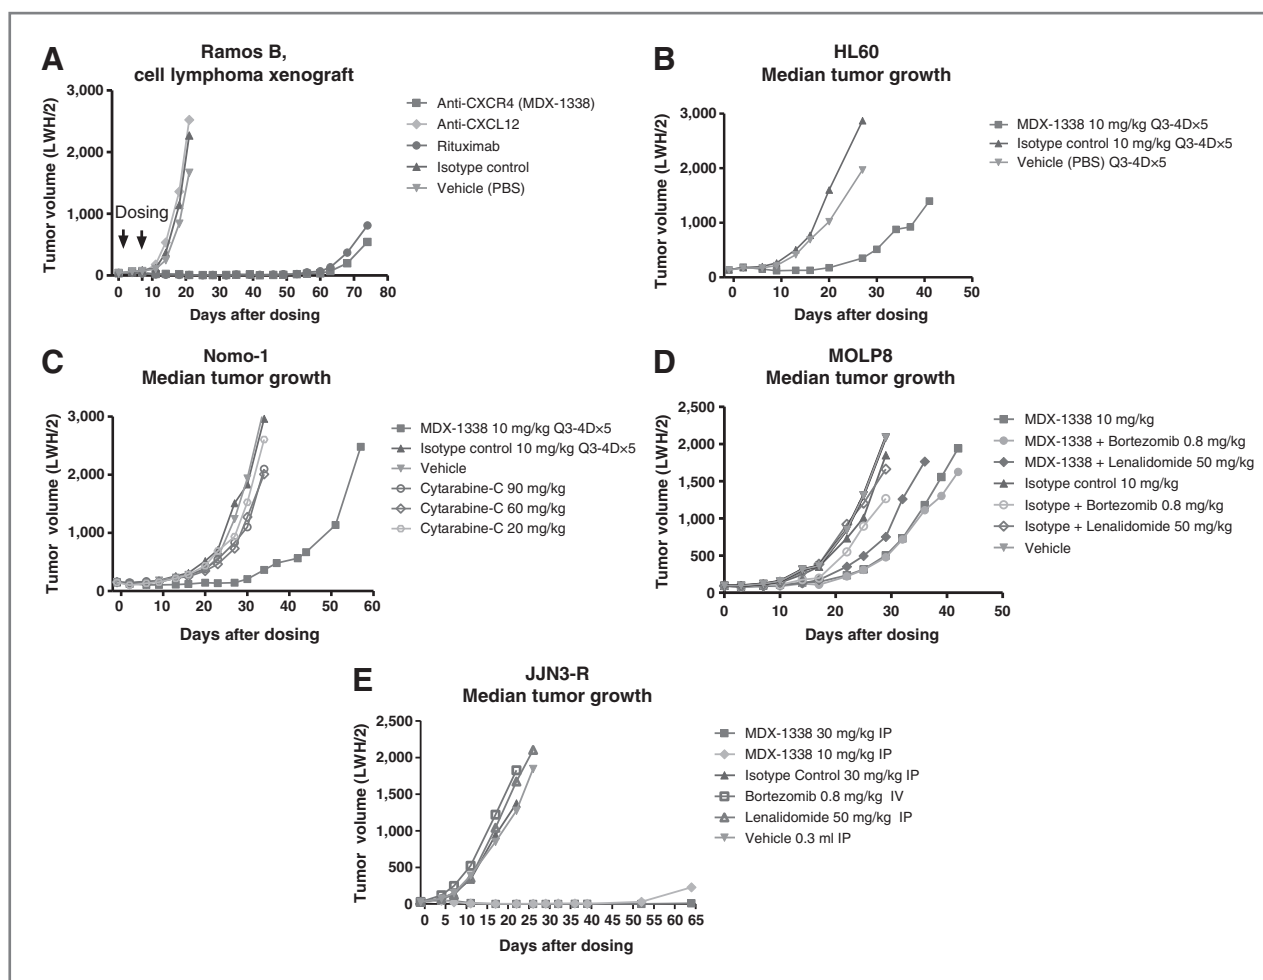 A
Ramos B,
cell lymphoma xenograft
Tumor volume (LWH/2)
3,000
2,000
1,000
0
Dosing
0 10 20 30 40 50 60 70 80
Days after dosing
Anti-CXCR4 (MDX-1338)
Anti-CXCL12
Rituximab
Isotype control
Vehicle (PBS)
B
HL60
Median tumor growth
Tumor volume (LWH/2)
3,000
2,000
1,000
0
0 10 20 30 40 50
Days after dosing
MDX-1338 10 mg/kg Q3-4D×5
Isotype control 10 mg/kg Q3-4D×5
Vehicle (PBS) Q3-4D×5
C
Nomo-1
Median tumor growth
Tumor volume (LWH/2)
3,000
2,000
1,000
0
0 10 20 30 40 50 60
Days after dosing
MDX-1338 10 mg/kg Q3-4D×5
Isotype control 10 mg/kg Q3-4D×5
Vehicle
Cytarabine-C 90 mg/kg
Cytarabine-C 60 mg/kg
Cytarabine-C 20 mg/kg
D
MOLP8
Median tumor growth
Tumor volume (LWH/2)
2,500
2,000
1,500
1,000
500
0
0 10 20 30 40 50
Days after dosing
MDX-1338 10 mg/kg
MDX-1338 + Bortezomib 0.8 mg/kg
MDX-1338 + Lenalidomide 50 mg/kg
Isotype control 10 mg/kg
Isotype + Bortezomib 0.8 mg/kg
Isotype + Lenalidomide 50 mg/kg
Vehicle
E
JJN3-R
Median tumor growth
Tumor volume (LWH/2)
2,500
2,000
1,500
1,000
500
0
0 5 10 15 20 25 30 35 40 45 50 55 60 65
Days after dosing
MDX-1338 30 mg/kg IP
MDX-1338 10 mg/kg IP
Isotype Control 30 mg/kg IP
Bortezomib 0.8 mg/kg IV
Lenalidomide 50 mg/kg IP
Vehicle 0.3 ml IP